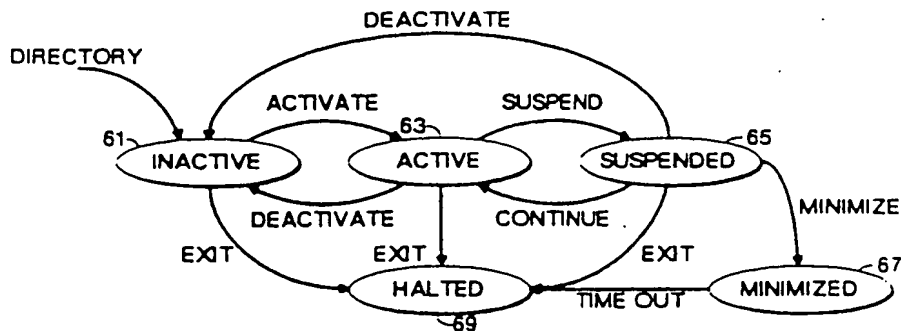 DEACTIVATE
DIRECTORY
ACTIVATE
SUSPEND
61
63
65
INACTIVE
ACTIVE
SUSPENDED
DEACTIVATE
CONTINUE
MINIMIZE
EXIT
EXIT
EXIT
67
HALTED
TIME OUT
MINIMIZED
69